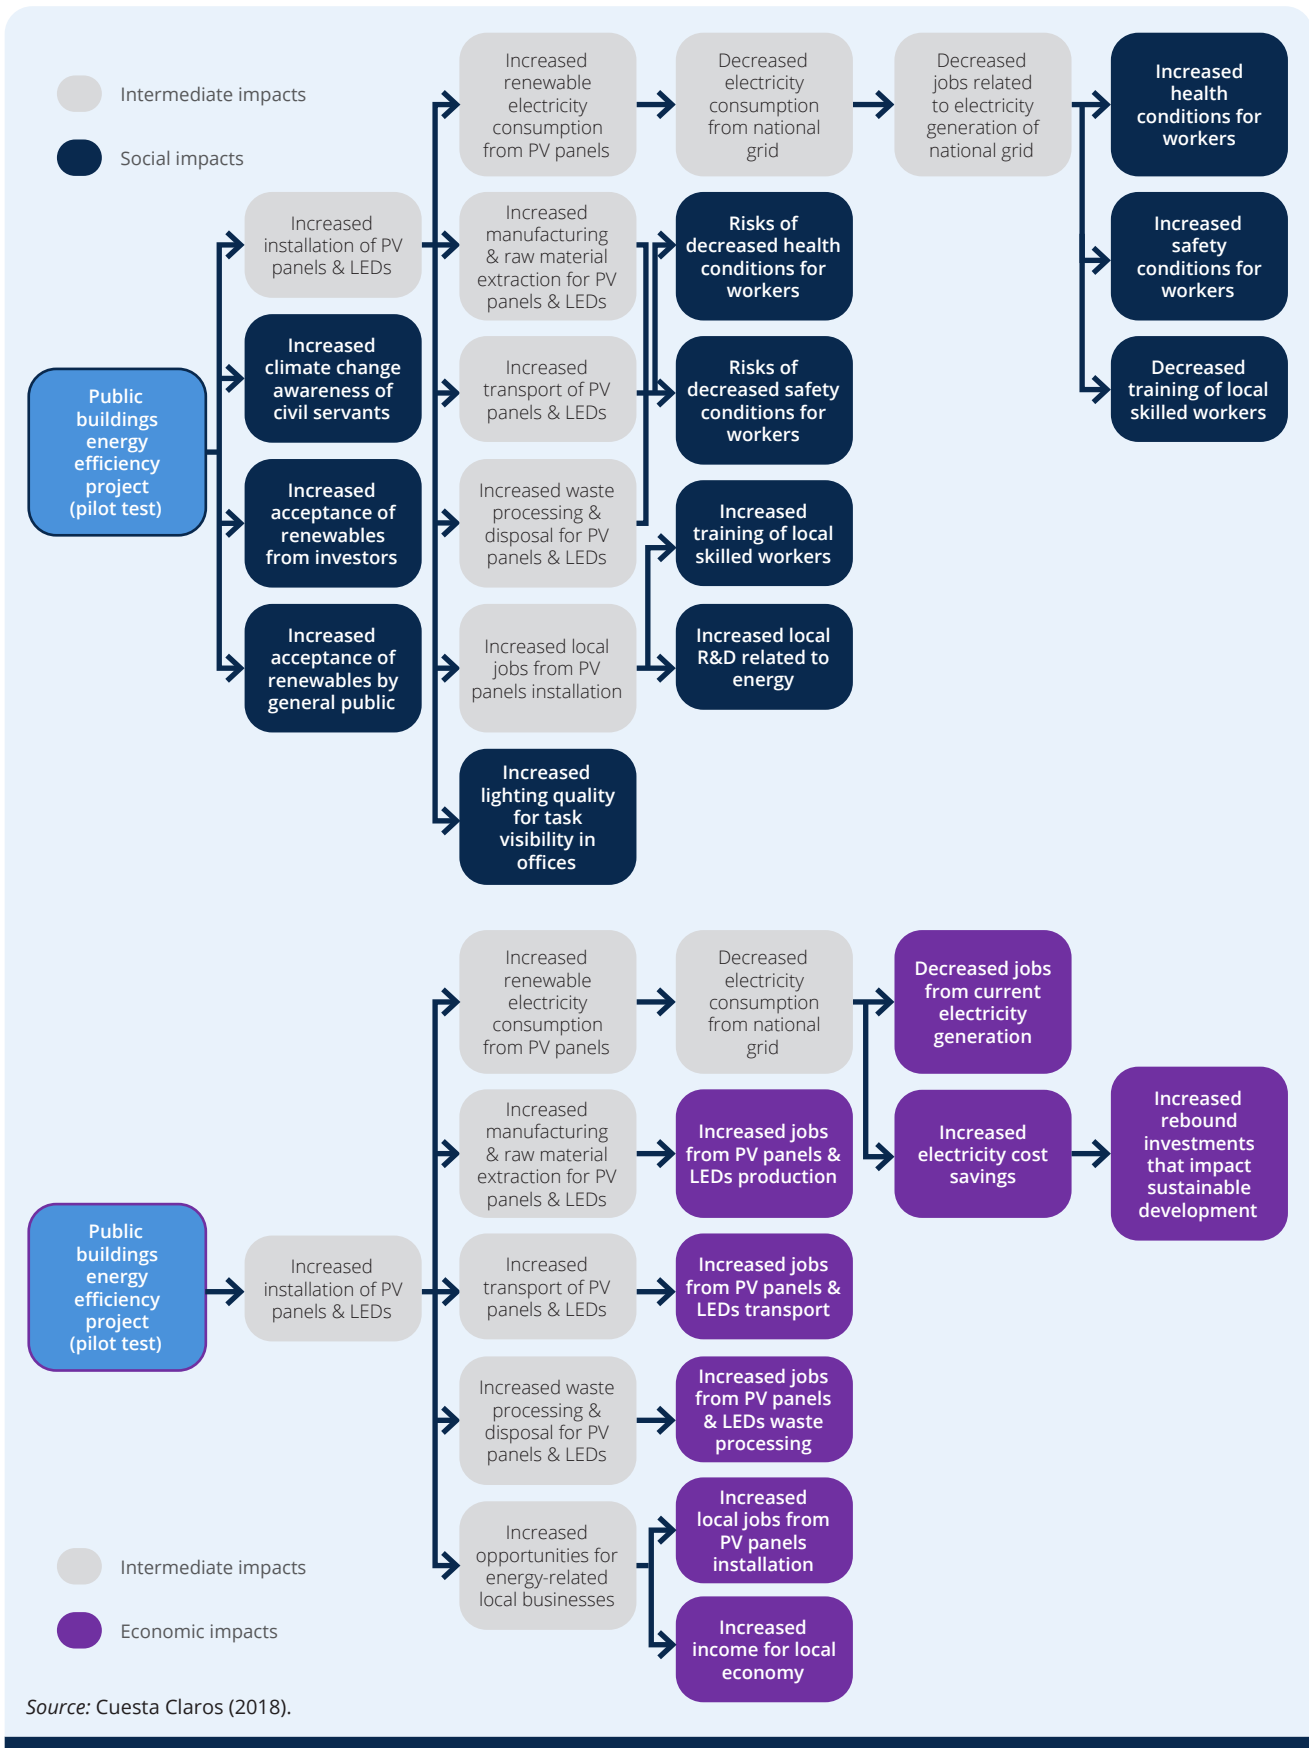 Intermediate impacts
Social impacts
Public
buildings
energy
efficiency
project
(pilot test)
Increased
installation of PV
panels & LEDs
Increased
climate change
awareness of
civil servants
Increased
acceptance of
renewables
from investors
Increased
acceptance of
renewables by
general public
Increased
renewable
electricity
consumption
from PV panels
Increased
manufacturing
& raw material
extraction for PV
panels & LEDs
Increased
transport of PV
panels & LEDs
Increased waste
processing &
disposal for PV
panels & LEDs
Increased local
jobs from PV
panels installation
Increased
lighting quality
for task
visibility in
offices
Decreased
electricity
consumption
from national
grid
Risks of
decreased health
conditions for
workers
Risks of
decreased safety
conditions for
workers
Increased
training of local
skilled workers
Increased local
R&D related to
energy
Decreased
jobs related
to electricity
generation of
national grid
Increased
health
conditions for
workers
Increased
safety
conditions for
workers
Decreased
training of local
skilled workers
Public
buildings
energy
efficiency
project
(pilot test)
Increased
installation of PV
panels & LEDs
Increased
renewable
electricity
consumption
from PV panels
Increased
manufacturing
& raw material
extraction for PV
panels & LEDs
Increased
transport of PV
panels & LEDs
Increased waste
processing &
disposal for PV
panels & LEDs
Increased
opportunities for
energy-related
local businesses
Decreased
electricity
consumption
from national
grid
Increased jobs
from PV panels &
LEDs production
Increased jobs
from PV panels &
LEDs transport
Increased jobs
from PV panels
& LEDs waste
processing
Increased
local jobs from
PV panels
installation
Increased
income for local
economy
Decreased jobs
from current
electricity
generation
Increased
electricity cost
savings
Increased
rebound
investments
that impact
sustainable
development
Intermediate impacts
Economic impacts
Source: Cuesta Claros (2018).